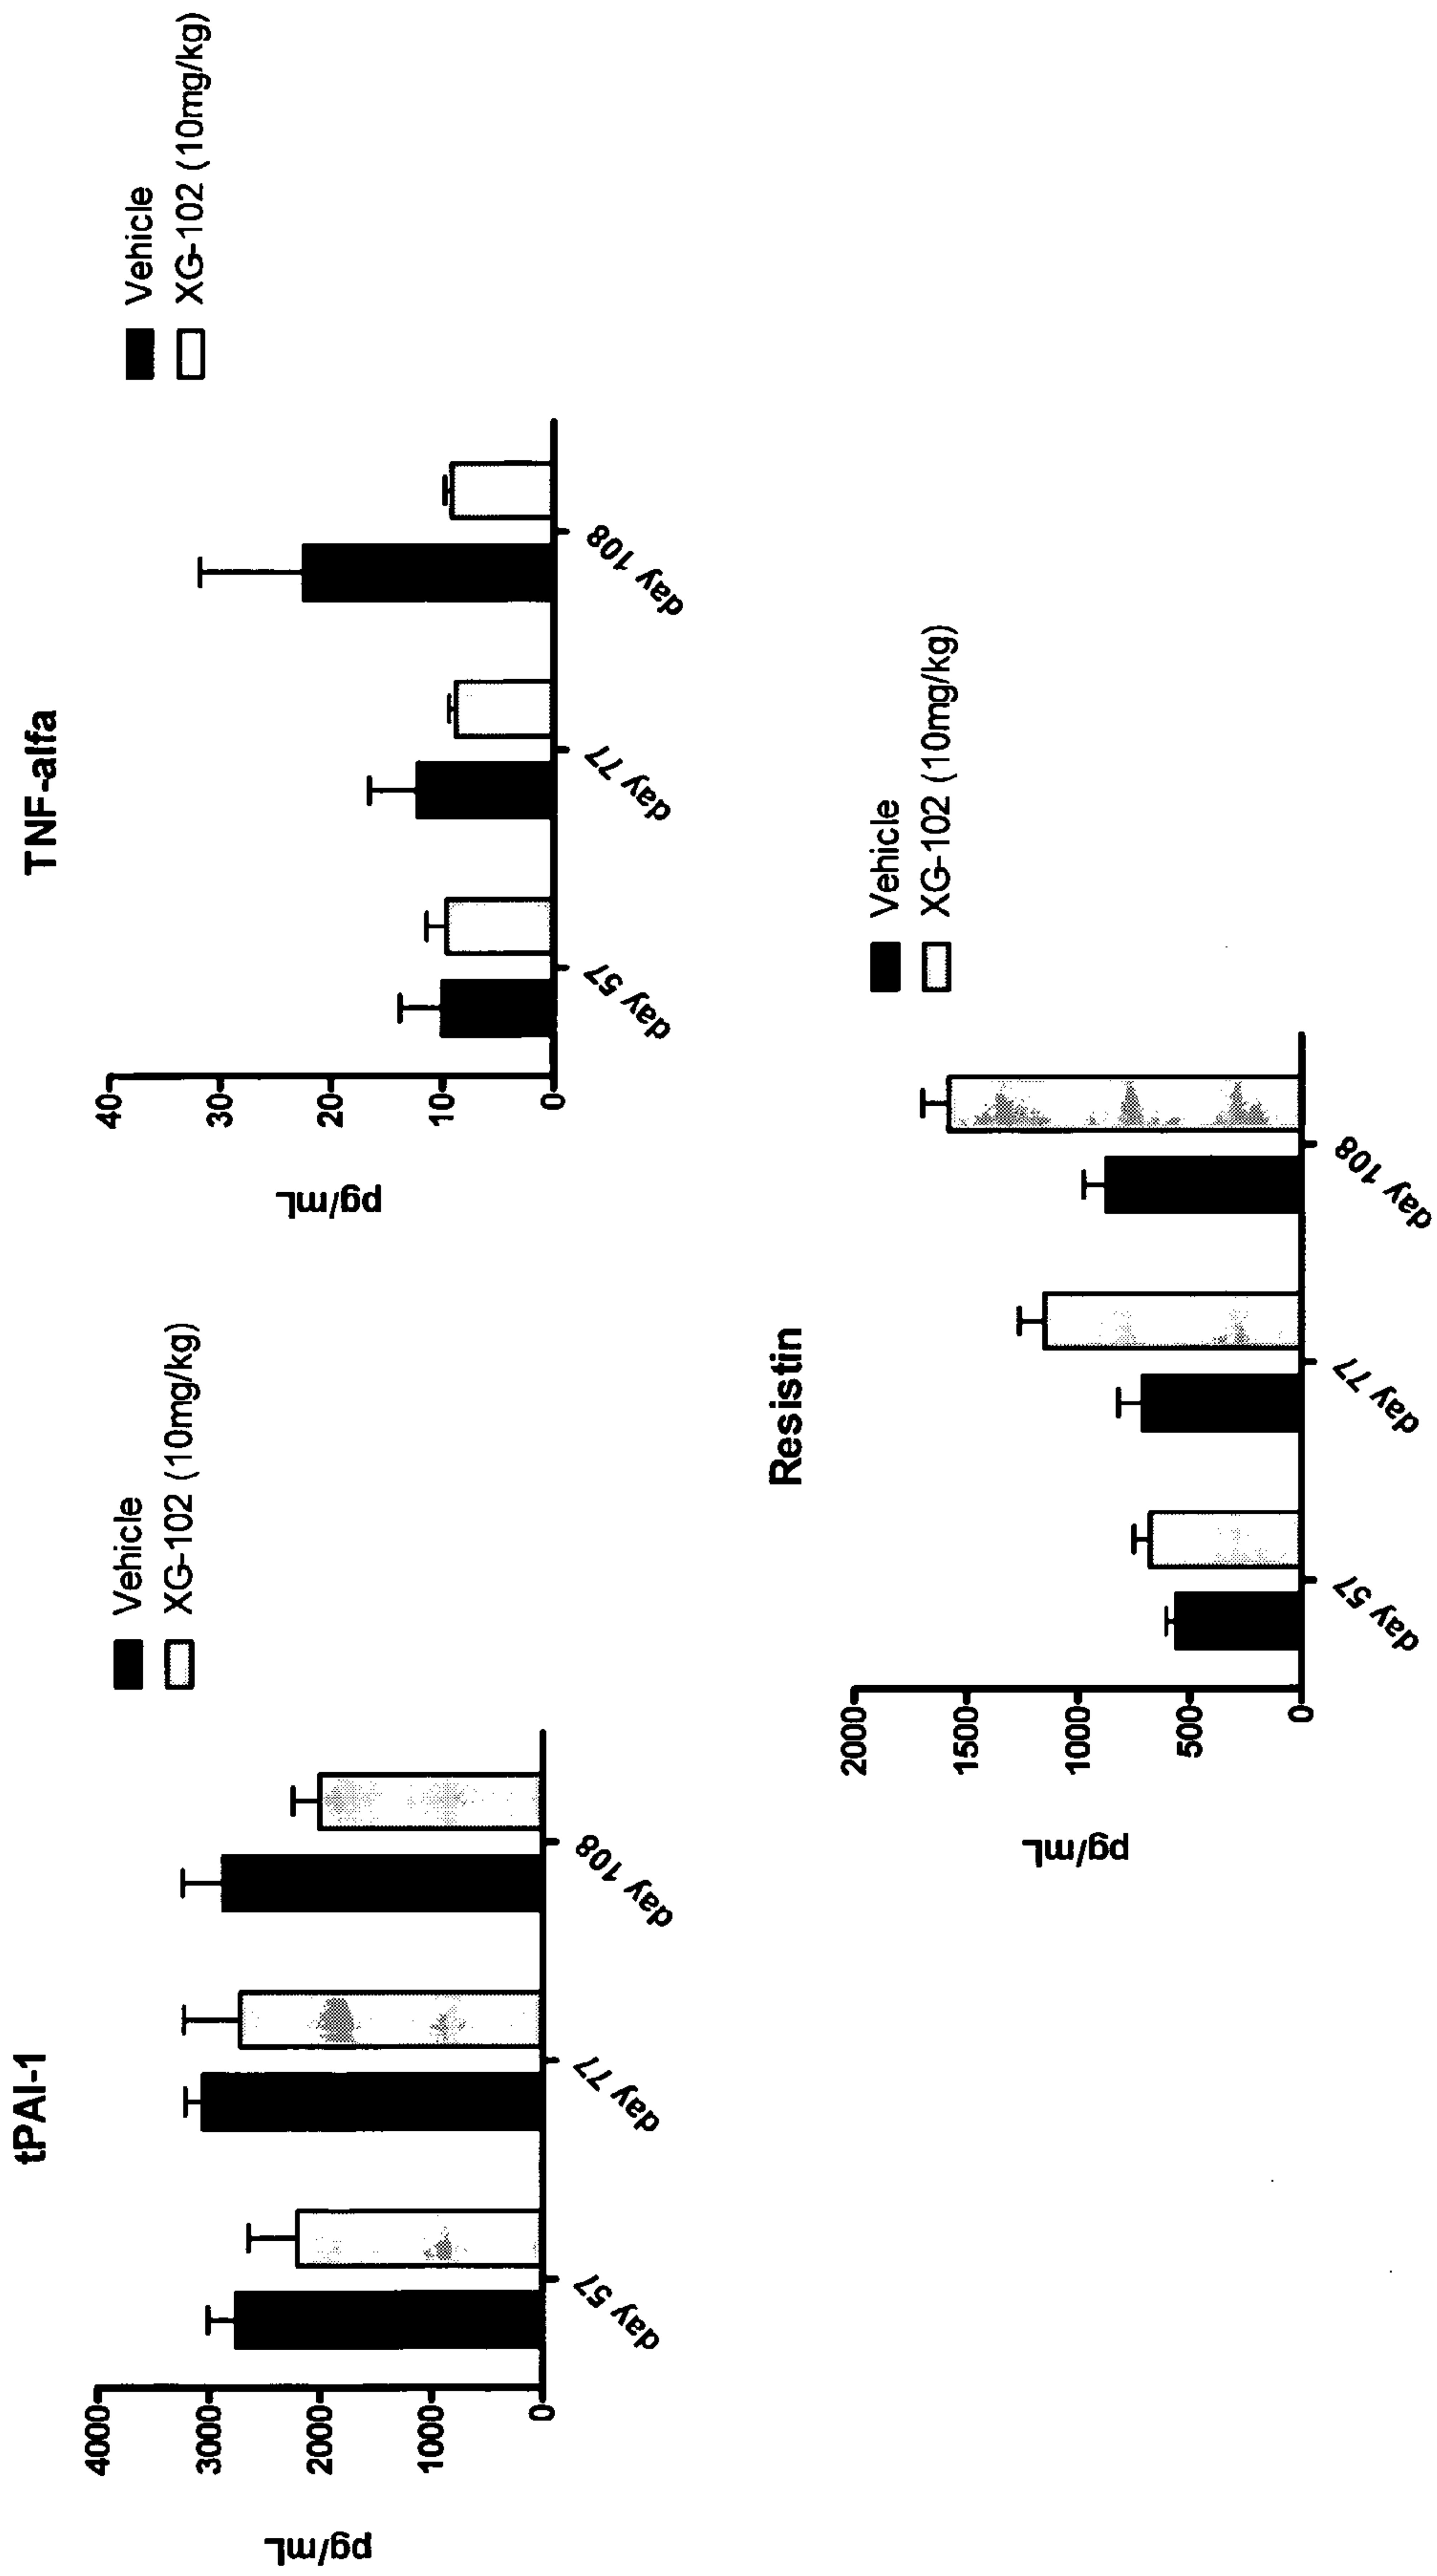 tPAI-1
Vehicle
XG-102 (10mg/kg)
pg/mL
4000
3000
2000
1000
0
day 57
day 77
day 108
TNF-alfa
Vehicle
XG-102 (10mg/kg)
pg/mL
40
30
20
10
0
day 57
day 77
day 108
Resistin
Vehicle
XG-102 (10mg/kg)
pg/mL
2000
1500
1000
500
0
day 57
day 77
day 108